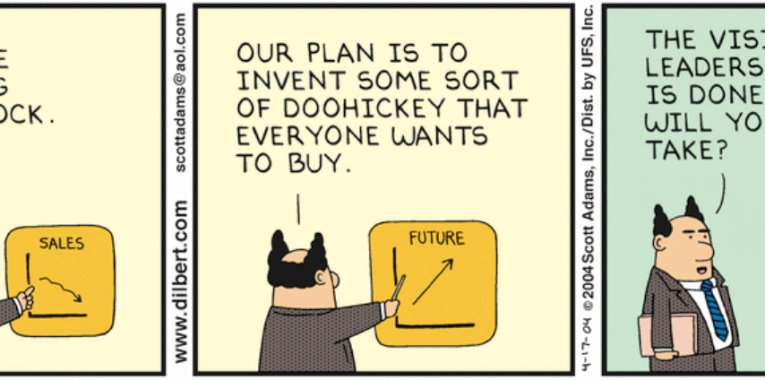 OCK.
SALES
www.dilbert.com
scottadams@aol.com
OUR PLAN IS TO
INVENT SOME SORT
OF DOOHICKEY THAT
EVERYONE WANTS
TO BUY.
FUTURE
4-17-04 ©2004 Scott Adams, Inc./Dist. by UFS, Inc.
THE VISI
LEADERS
IS DONE
WILL YO
TAKE?